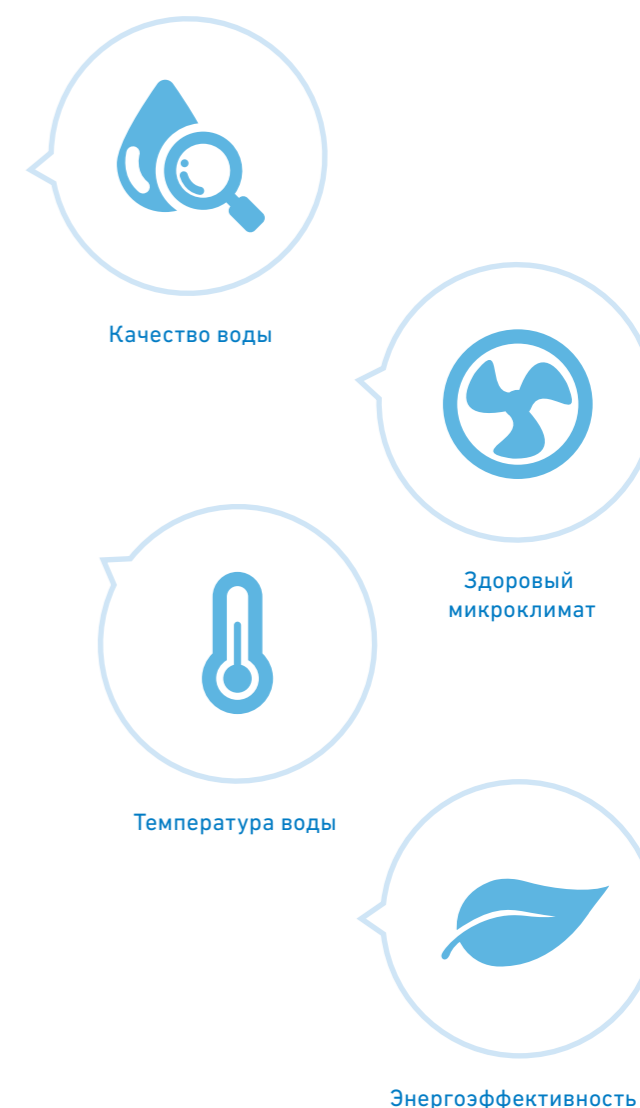 Качество воды
Здоровый
микроклимат
Температура воды
Энергоэффективность